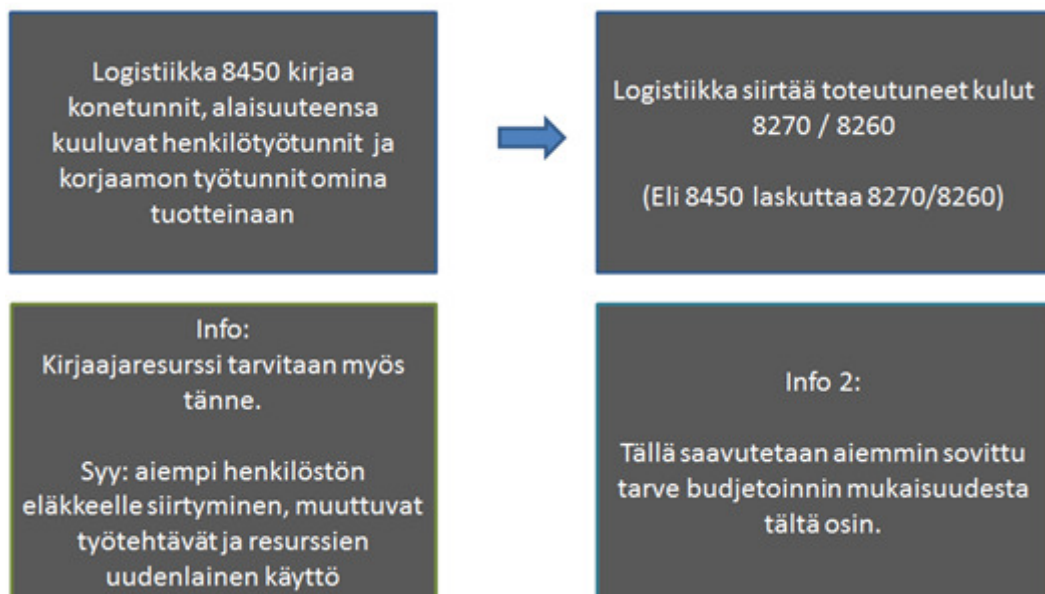 Logistiikka 8450 kirjaa
konetunnit, alaisuuteensa
kuuluvat henkilötyötunnit ja
korjaamon työtunnit omina
tuotteinaan
Logistiikka siirtää toteutuneet kulut
8270 / 8260
(Eli 8450 laskuttaa 8270/8260)
Info:
Kirjaajaresurssi tarvitaan myös
tänne.
Syy: aiempi henkilöstön
eläkkeelle siirtyminen, muuttuvat
työtehtävät ja resurssien
uudenlainen käyttö
Info 2:
Tällä saavutetaan aiemmin sovittu
tarve budjetoinnin mukaisuudesta
tältä osin.